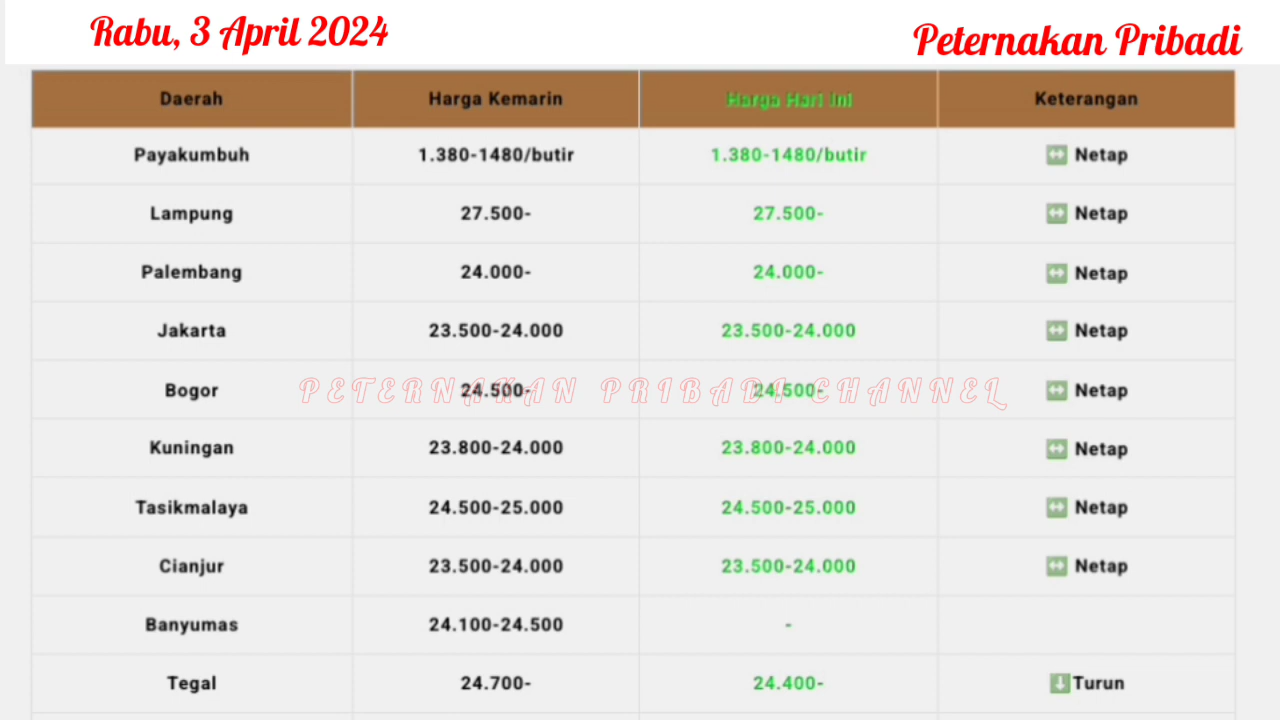 Rabu, 3 April 2024
Peternakan Pribadi
Daerah Harga Kemarin Harga Hari Ini Keterangan
Payakumbuh 1.380-1480/butir 1.380-1480/butir ↔ Netap
Lampung 27.500- 27.500- ↔ Netap
Palembang 24.000- 24.000- ↔ Netap
Jakarta 23.500-24.000 23.500-24.000 ↔ Netap
Bogor 24.500- 24.500- ↔ Netap
PETERNAKAN PRIBADI CHANNEL
Kuningan 23.800-24.000 23.800-24.000 ↔ Netap
Tasikmalaya 24.500-25.000 24.500-25.000 ↔ Netap
Cianjur 23.500-24.000 23.500-24.000 ↔ Netap
Banyumas 24.100-24.500 -
Tegal 24.700- 24.400- ⬇Turun